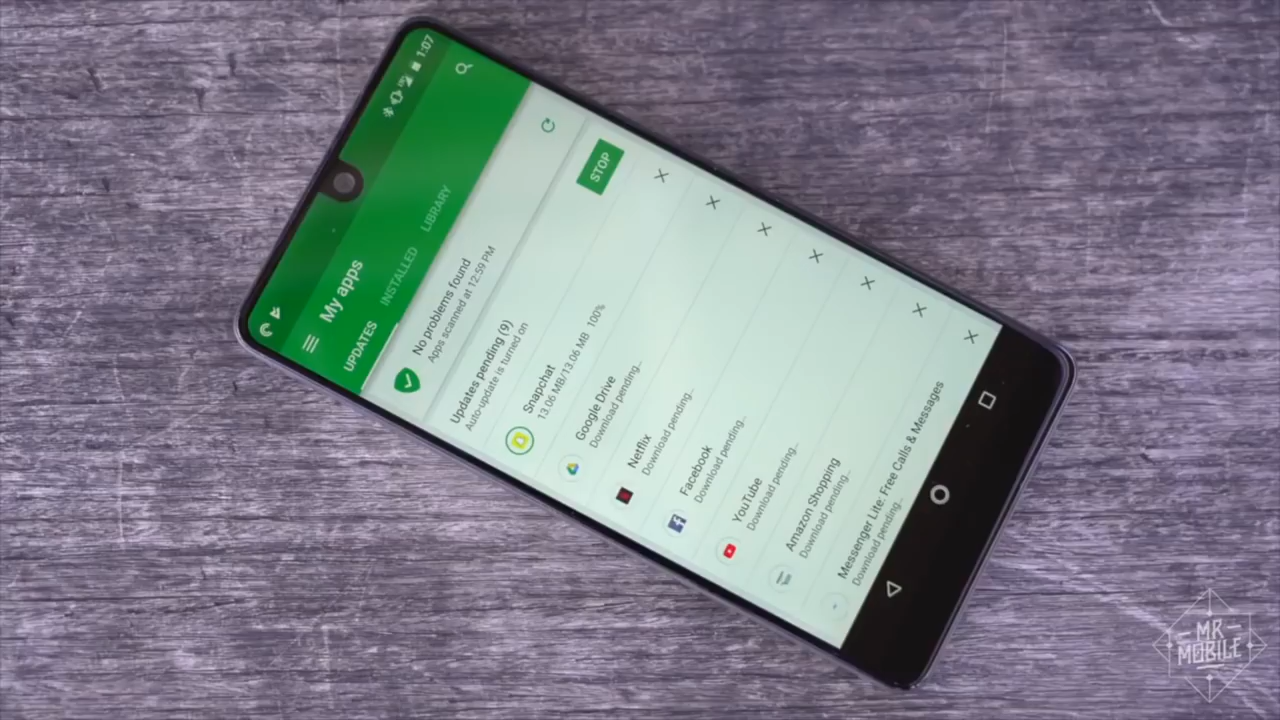 1:07
My apps
UPDATES INSTALLED LIBRARY
No problems found
Apps scanned at 12:59 PM
Updates pending (9)
Auto-update is turned on
STOP
Snapchat
13.06 MB/13.06 MB 100%
Google Drive
Download pending...
Netflix
Download pending...
Facebook
Download pending...
YouTube
Download pending...
Amazon Shopping
Download pending...
Messenger Lite: Free Calls & Messages
Download pending...
MR
MOBILE